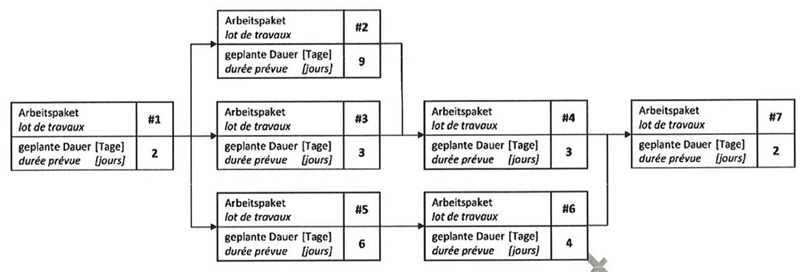 Arbeitspaket #2
lot de travaux
geplante Dauer [Tage] 9
durée prévue [jours]
Arbeitspaket #1
lot de travaux
geplante Dauer [Tage] 2
durée prévue [jours]
Arbeitspaket #3
lot de travaux
geplante Dauer [Tage] 3
durée prévue [jours]
Arbeitspaket #4
lot de travaux
geplante Dauer [Tage] 3
durée prévue [jours]
Arbeitspaket #7
lot de travaux
geplante Dauer [Tage] 2
durée prévue [jours]
Arbeitspaket #5
lot de travaux
geplante Dauer [Tage] 6
durée prévue [jours]
Arbeitspaket #6
lot de travaux
geplante Dauer [Tage] 4
durée prévue [jours]